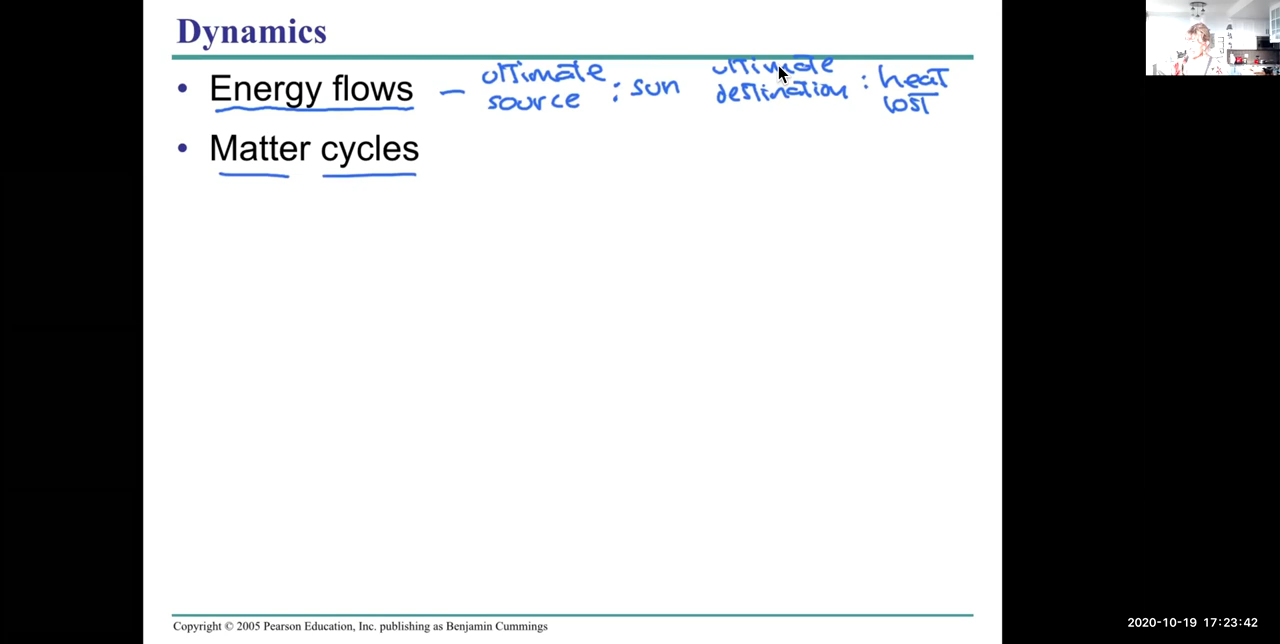 Dynamics
• Energy flows – ultimate source : sun ultimate destination : heat lost
• Matter cycles
Copyright © 2005 Pearson Education, Inc. publishing as Benjamin Cummings
2020-10-19 17:23:42